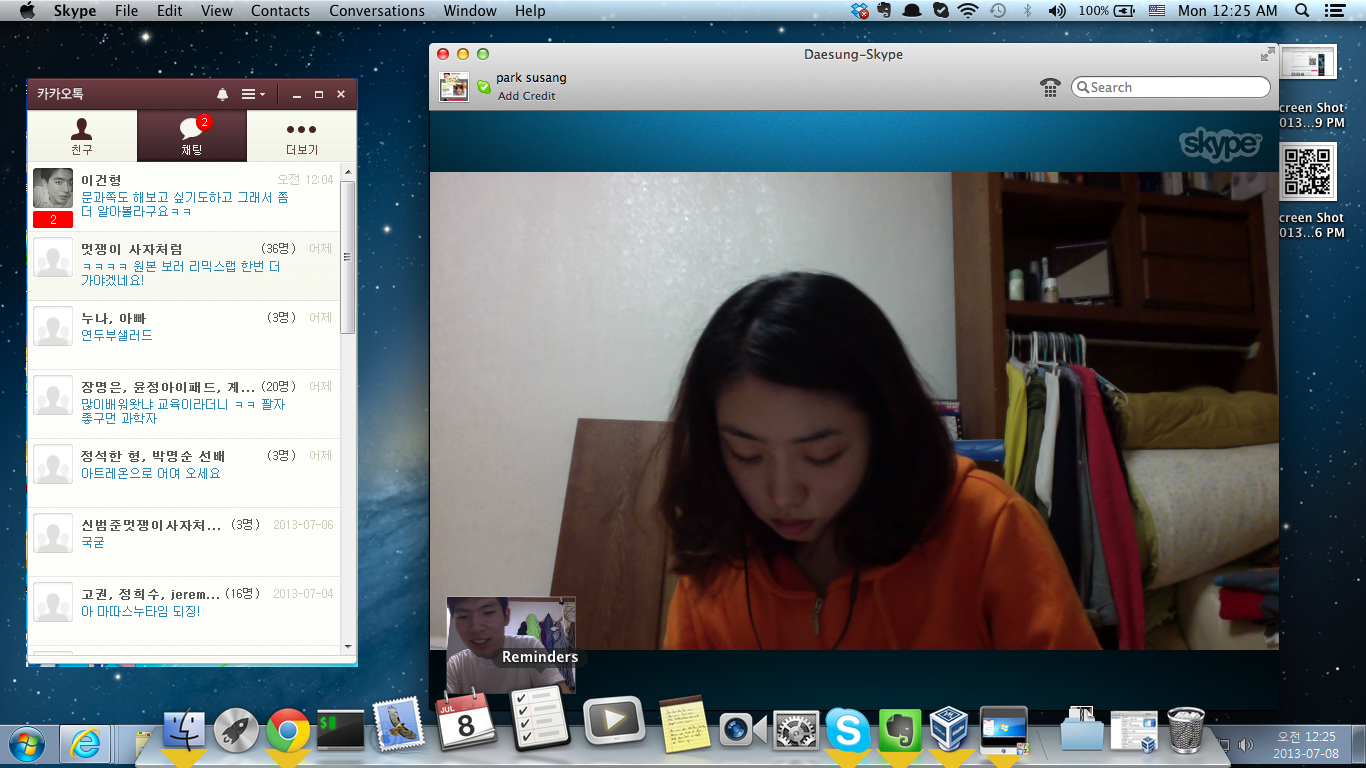 Skype File Edit View Contacts Conversations Window Help
100% Mon 12:25 AM
카카오톡
친구
2
채팅
더보기
이건형 오전 12:04
문과쪽도 해보고 싶기도하고 그래서 쫌
더 알아볼라구요ㅋㅋ
2
멋쟁이 사자처럼 (36명) 어제
ㅋㅋㅋㅋ 원본 보러 리믹스랩 한번 더
가야겠네요!
누나, 아빠 (3명) 어제
연두부샐러드
장명은, 윤정아이패드, 계... (20명) 어제
많이배워왓냐 교육이라더니 ㅋㅋ 팔자
좋구먼 과학자
정석한 형, 박명순 선배 (3명) 어제
아트레온으로 어여 오세요
신범준멋쟁이사자처... (3명) 2013-07-06
국굳
고권, 정희수, jerem... (16명) 2013-07-04
아 마따스누타임 되징!
Daesung-Skype
park susang
Add Credit
Search
skype
creen Shot
013...9 PM
creen Shot
013...6 PM
Reminders
JUL
8
오전 12:25
2013-07-08